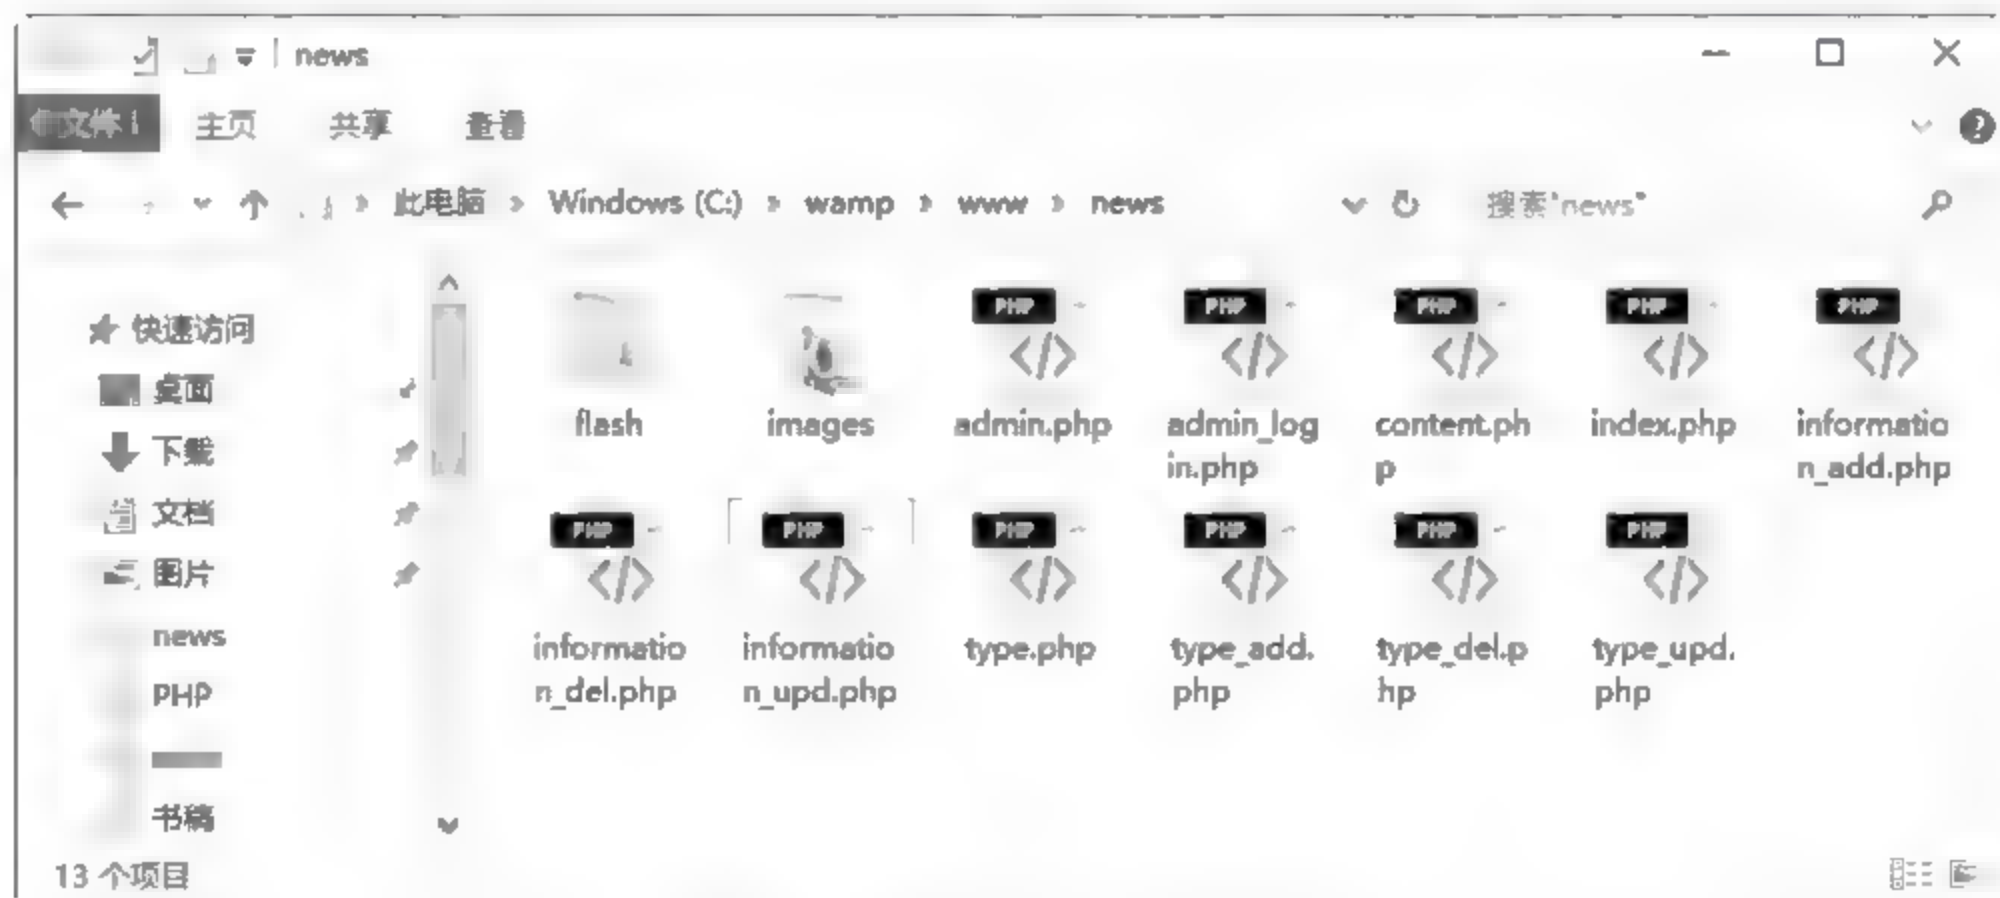 news
文件
主页 共享 查看
此电脑 Windows (C:) wamp www news 搜索"news"
快速访问
桌面
下载
文档
图片
news
PHP
书稿
PHP PHP PHP PHP PHP
flash images admin.php admin_log content.ph index.php informatio
in.php p n_add.php
PHP PHP PHP PHP PHP PHP
informatio informatio type.php type_add. type_del.p type_upd.
n_del.php n_upd.php php hp php
13 个项目